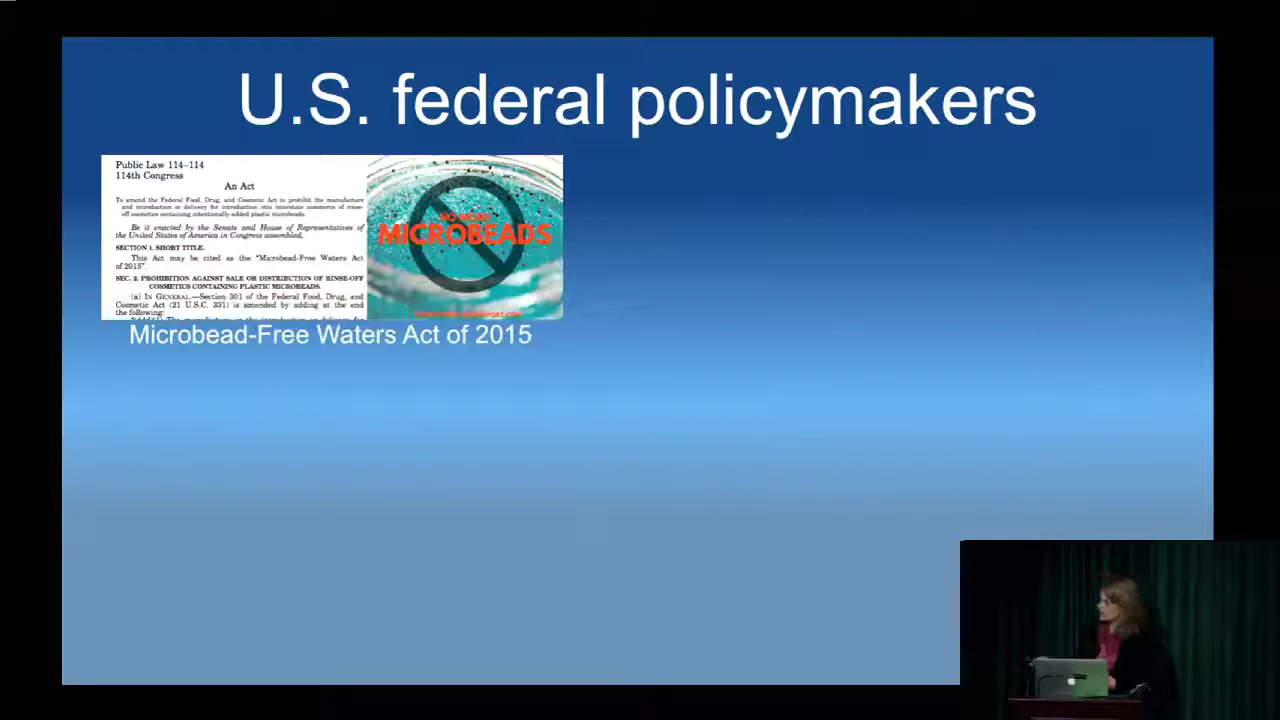 U.S. federal policymakers
Public Law 114–114
114th Congress
An Act
To amend the Federal Food, Drug, and Cosmetic Act to prohibit the manufacture
and introduction or delivery for introduction into interstate commerce of rinse-
off cosmetics containing intentionally-added plastic microbeads.
Be it enacted by the Senate and House of Representatives of
the United States of America in Congress assembled,
SECTION 1. SHORT TITLE.
This Act may be cited as the “Microbead-Free Waters Act
of 2015”.
SEC. 2. PROHIBITION AGAINST SALE OR DISTRIBUTION OF RINSE-OFF
COSMETICS CONTAINING PLASTIC MICROBEADS.
(a) IN GENERAL.—Section 301 of the Federal Food, Drug, and
Cosmetic Act (21 U.S.C. 331) is amended by adding at the end
the following:
NO MORE
MICROBEADS
Microbead-Free Waters Act of 2015